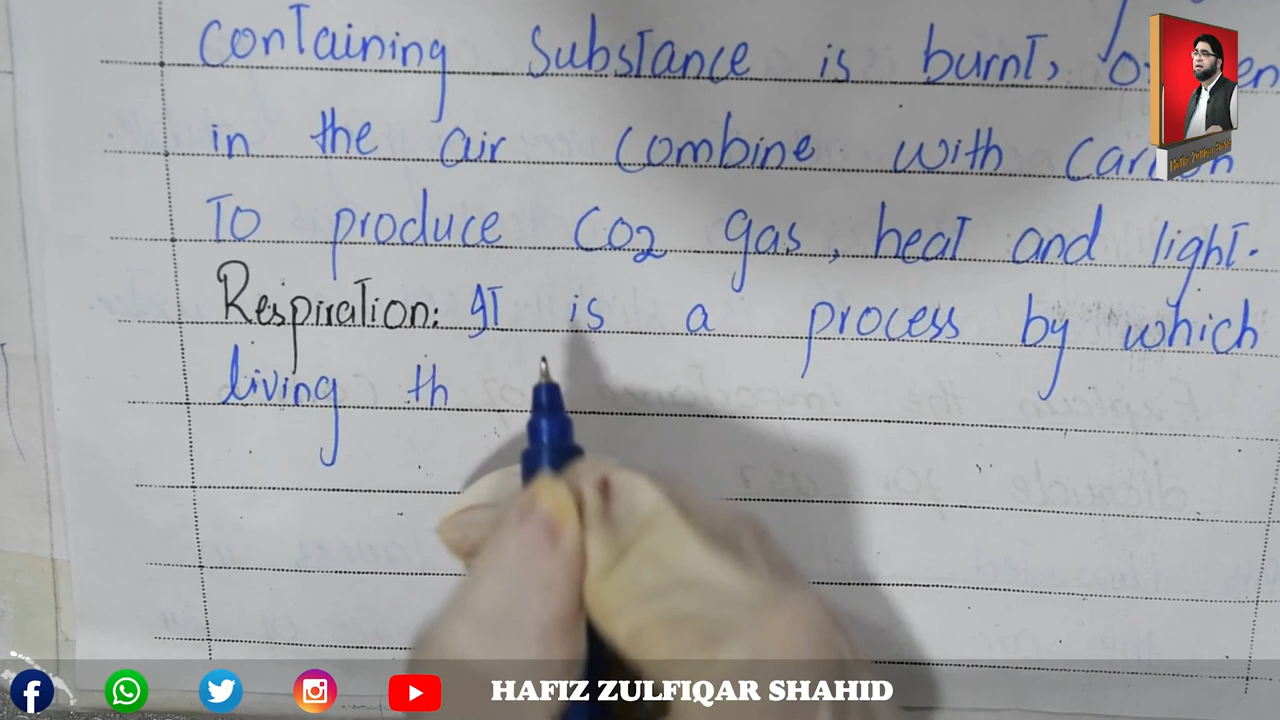 containing substance is burnt,
in the air combine with carbon
To produce CO2 gas, heat and light.
Respiration: It is a process by which
living th
HAFIZ ZULFIQAR SHAHID